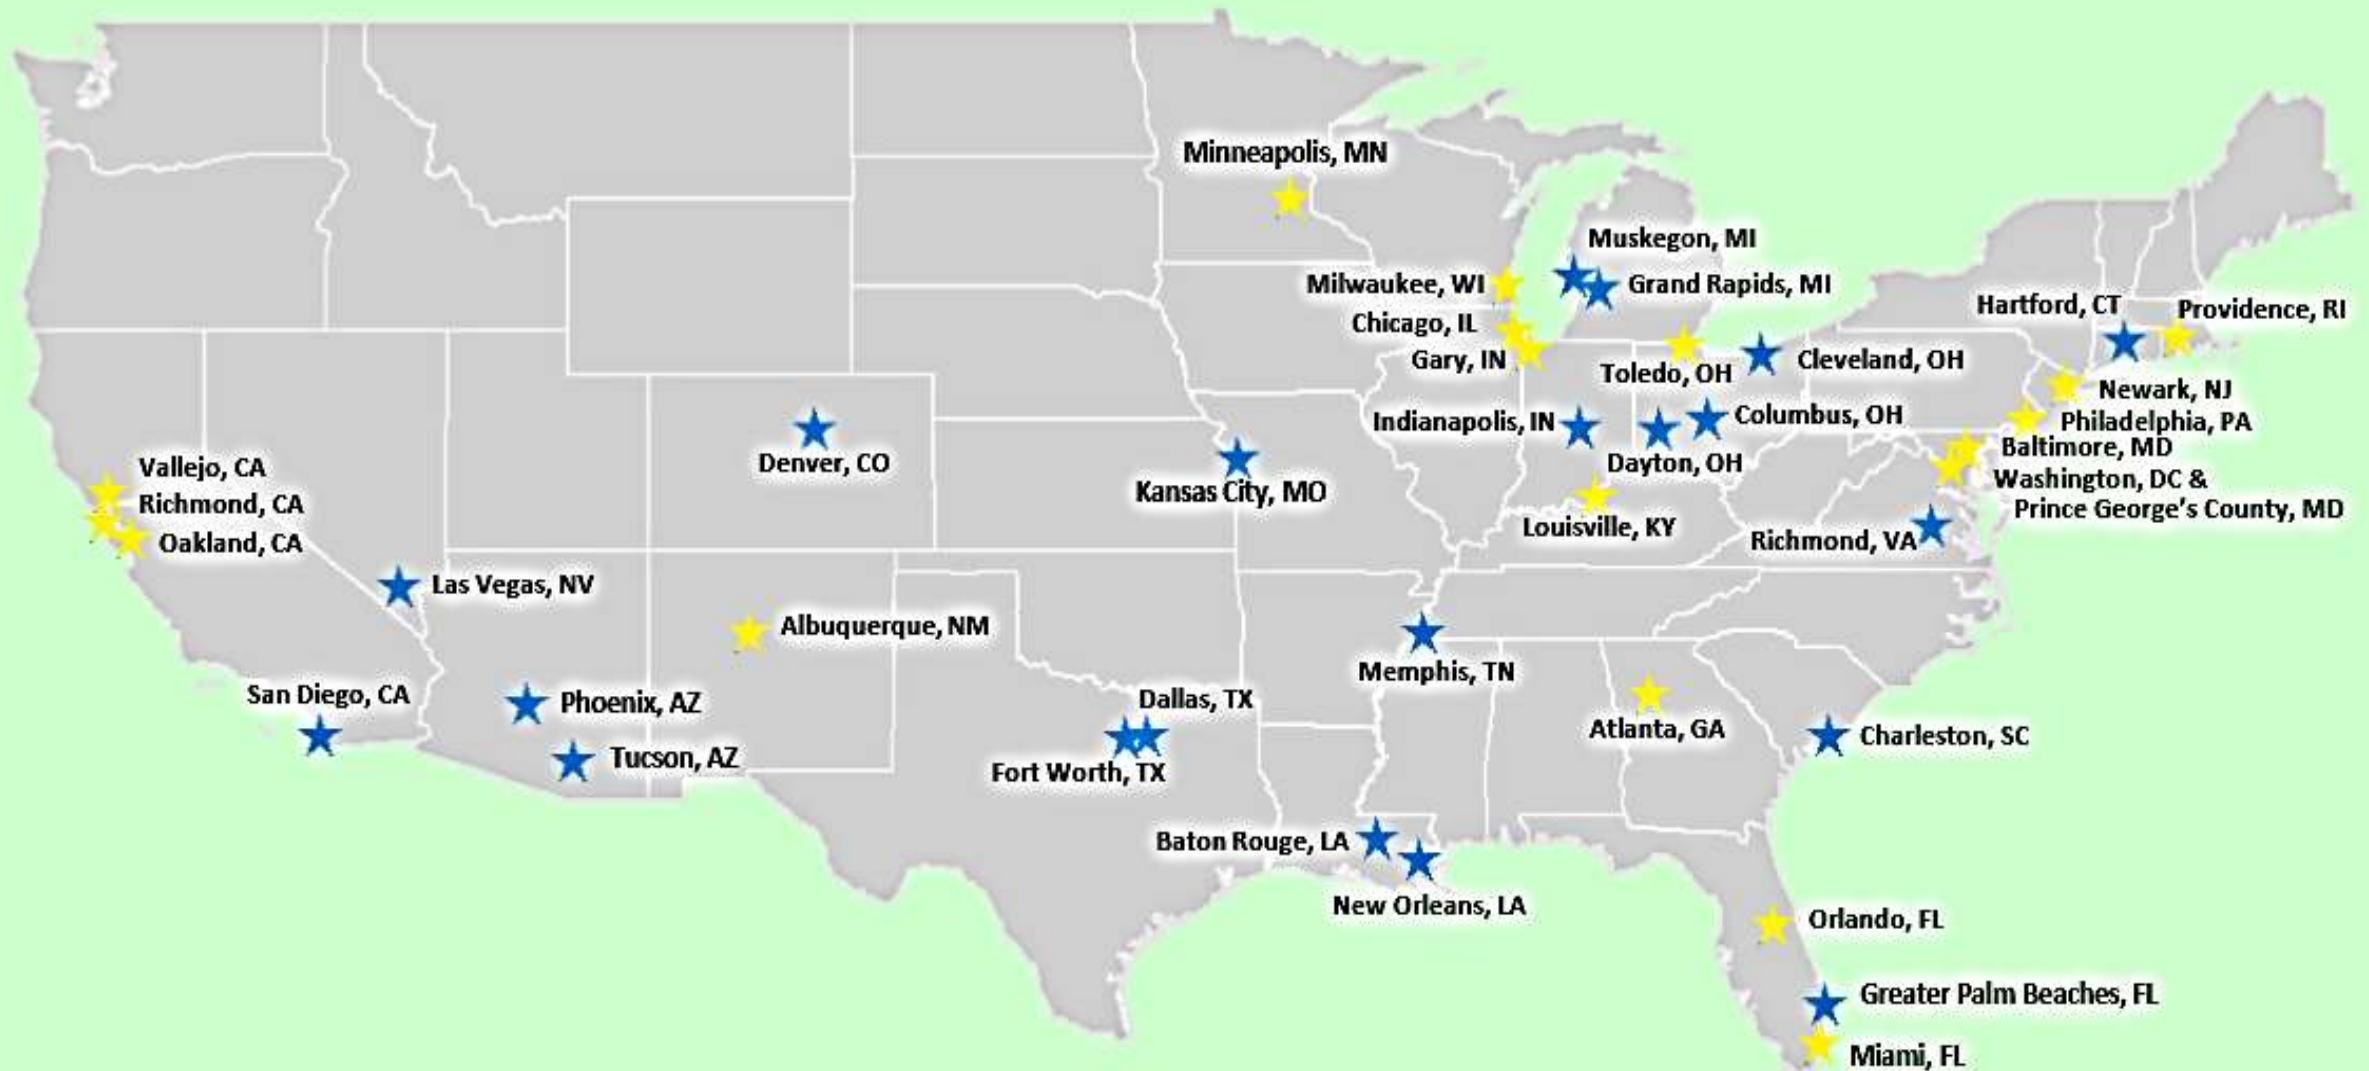 Minneapolis, MN
Muskegon, MI
Milwaukee, WI
Grand Rapids, MI
Hartford, CT
Providence, RI
Chicago, IL
Gary, IN
Toledo, OH
Cleveland, OH
Newark, NJ
Indianapolis, IN
Columbus, OH
Philadelphia, PA
Baltimore, MD
Vallejo, CA
Denver, CO
Dayton, OH
Washington, DC &
Prince George's County, MD
Kansas City, MO
Richmond, CA
Louisville, KY
Oakland, CA
Richmond, VA
Las Vegas, NV
Albuquerque, NM
Memphis, TN
San Diego, CA
Phoenix, AZ
Dallas, TX
Atlanta, GA
Charleston, SC
Tucson, AZ
Fort Worth, TX
Baton Rouge, LA
New Orleans, LA
Orlando, FL
Greater Palm Beaches, FL
Miami, FL